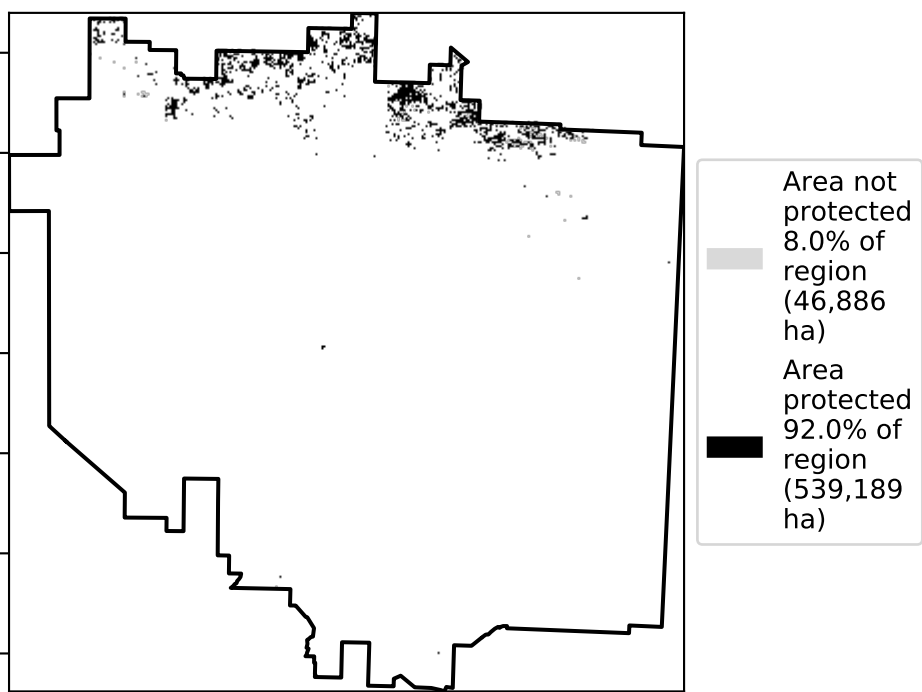 Area not
protected
8.0% of
region
(46,886
ha)
Area
protected
92.0% of
region
(539,189
ha)